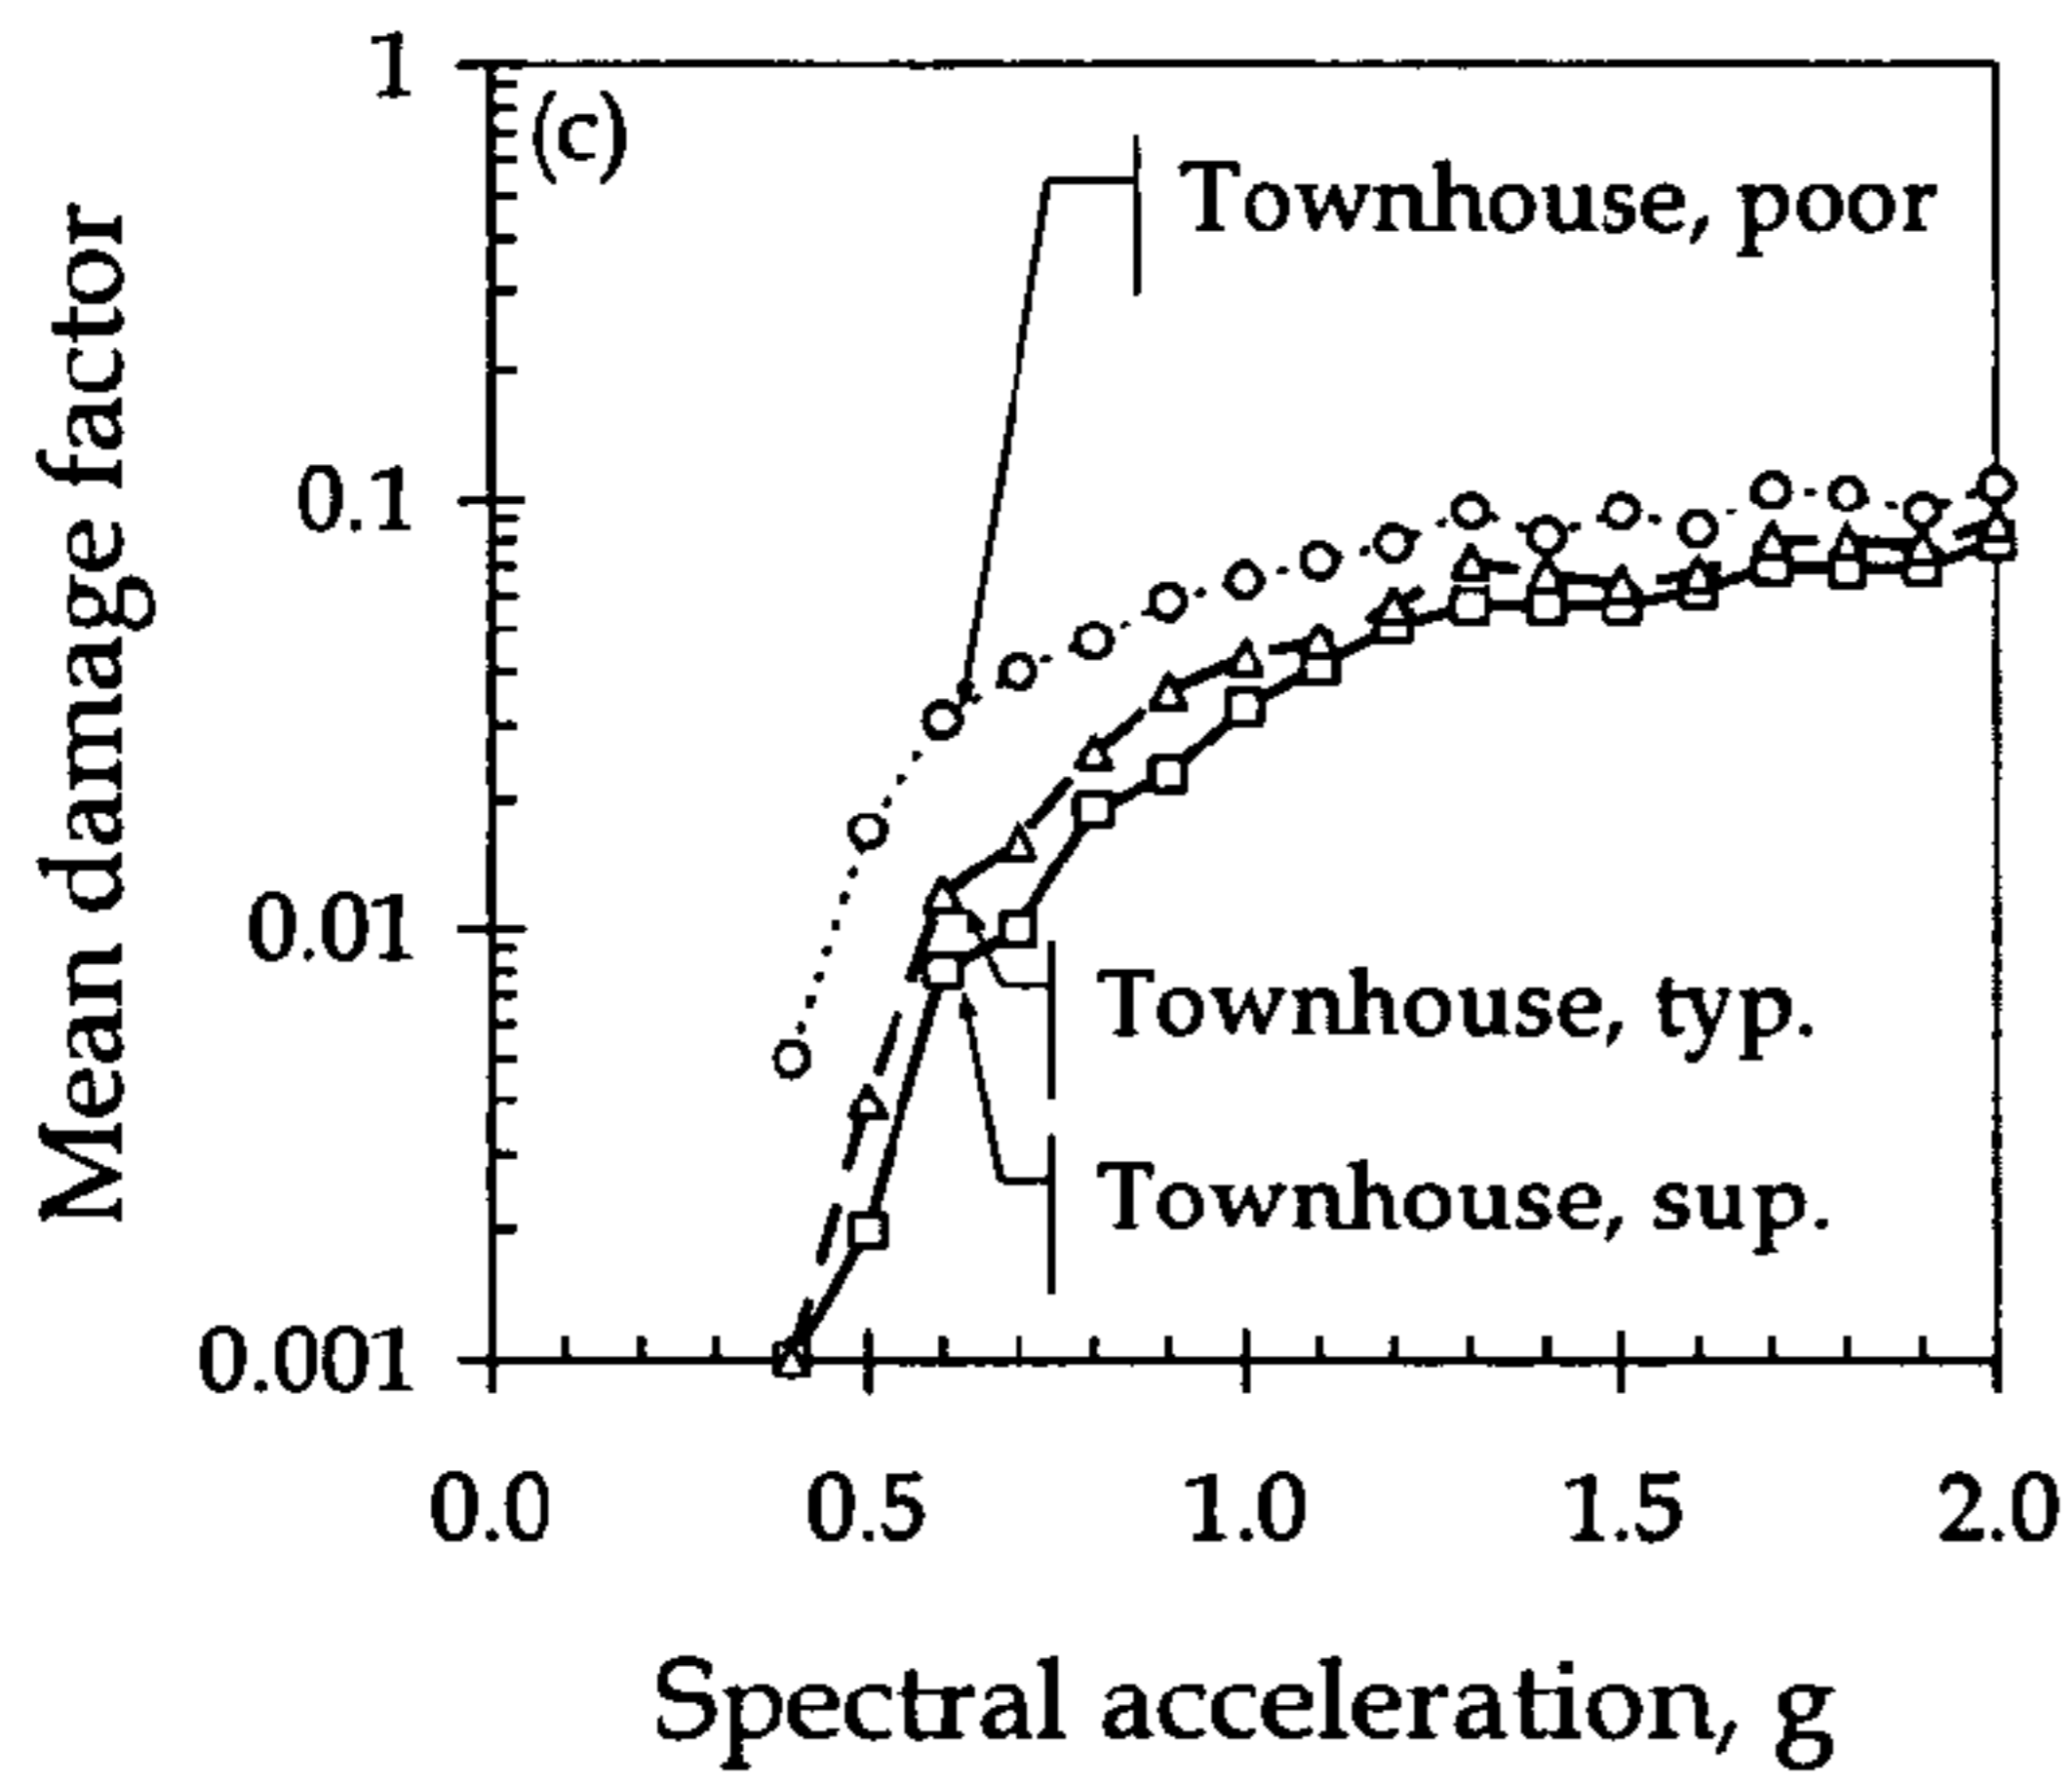 1
(c)
Townhouse, poor
Mean damage factor
0.1
0.01
Townhouse, typ.
Townhouse, sup.
0.001
0.0 0.5 1.0 1.5 2.0
Spectral acceleration, g